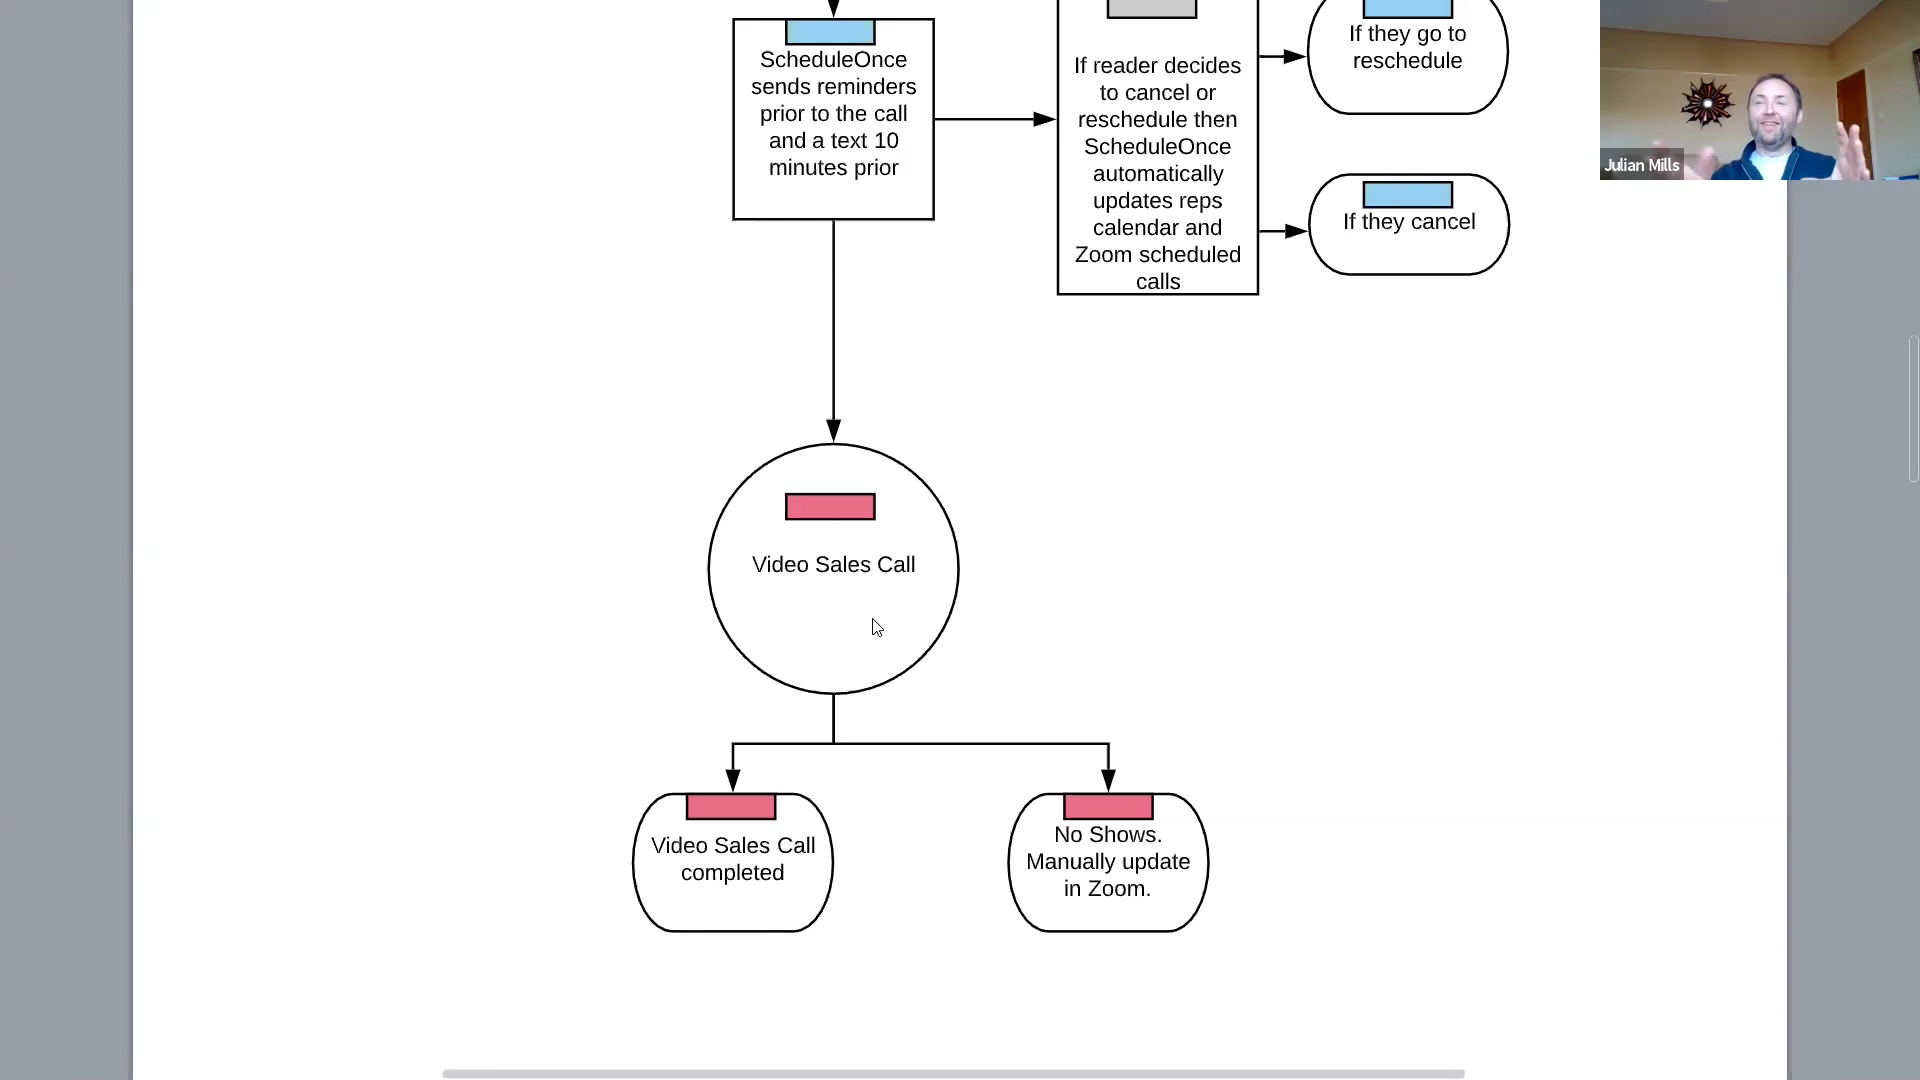 ScheduleOnce
sends reminders
prior to the call
and a text 10
minutes prior
If reader decides
to cancel or
reschedule then
ScheduleOnce
automatically
updates reps
calendar and
Zoom scheduled
calls
If they go to
reschedule
If they cancel
Julian Mills
Video Sales Call
Video Sales Call
completed
No Shows.
Manually update
in Zoom.